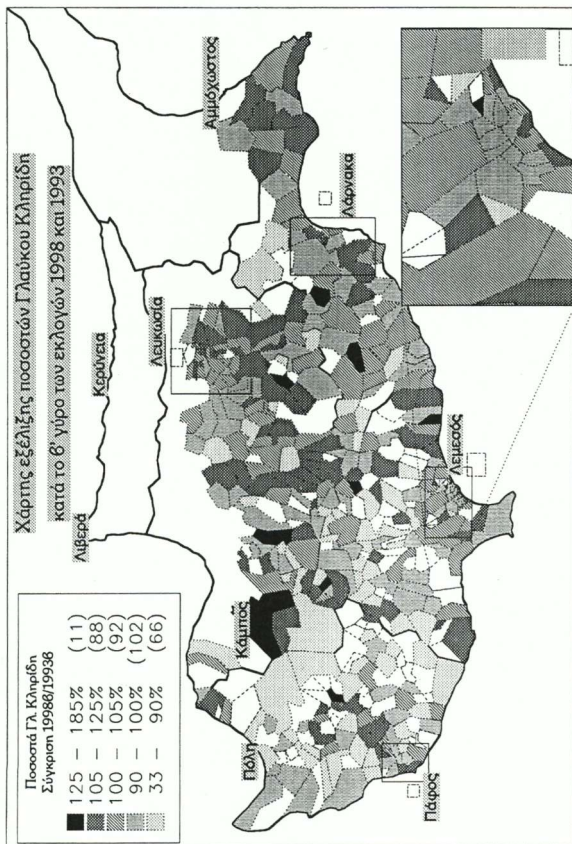 Χάρτης εξέλιξης ποσοστών Γλαύκου Κληρίδη
κατά το β' γύρο των εκλογών 1998 και 1993
Ποσοστά Γλ. Κληρίδη
Σύγκριση 1998β/1993β
125 – 185% (11)
105 – 125% (88)
100 – 105% (92)
90 – 100% (102)
33 – 90% (66)
Λιβερά
Κερύνεια
Λευκωσία
Αμμόχωστος
Λάρνακα
Κάμπος
Πόλη
Πάφος
Λεμεσός